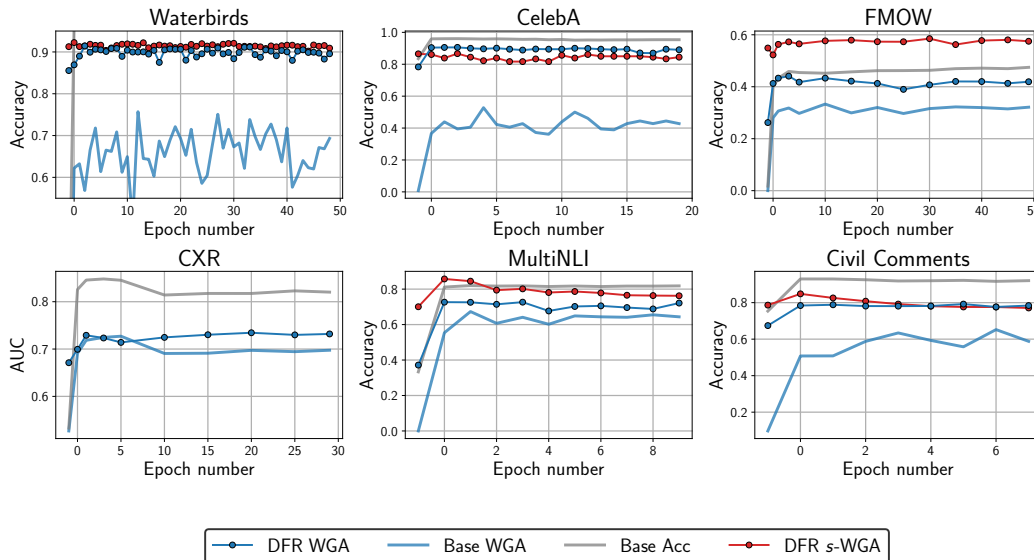 Waterbirds
CelebA
FMOW
Accuracy
0.9
0.8
0.7
0.6
0 10 20 30 40 50
Epoch number
Accuracy
1.0
0.8
0.6
0.4
0.2
0.0
0 5 10 15 20
Epoch number
Accuracy
0.6
0.4
0.2
0.0
0 10 20 30 40 50
Epoch number
CXR
MultiNLI
Civil Comments
AUC
0.8
0.7
0.6
0 5 10 15 20 25 30
Epoch number
Accuracy
0.8
0.6
0.4
0.2
0.0
0 2 4 6 8
Epoch number
Accuracy
0.8
0.6
0.4
0.2
0 2 4 6
Epoch number
DFR WGA Base WGA Base Acc DFR s-WGA